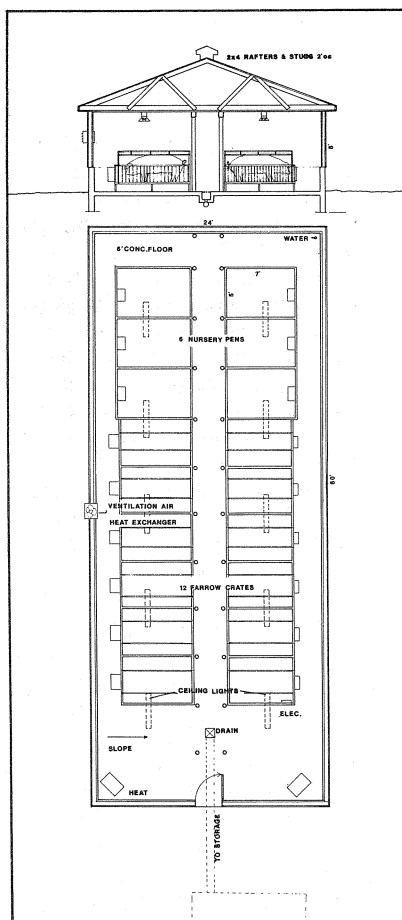 2x4 RAFTERS & STUDS 2'oc
8'
24'
WATER
6' CONC. FLOOR
7'
5'
6 NURSERY PENS
60'
VENTILATION AIR
HEAT EXCHANGER
12 FARROW CRATES
CEILING LIGHTS
ELEC.
DRAIN
SLOPE
HEAT
TO STORAGE